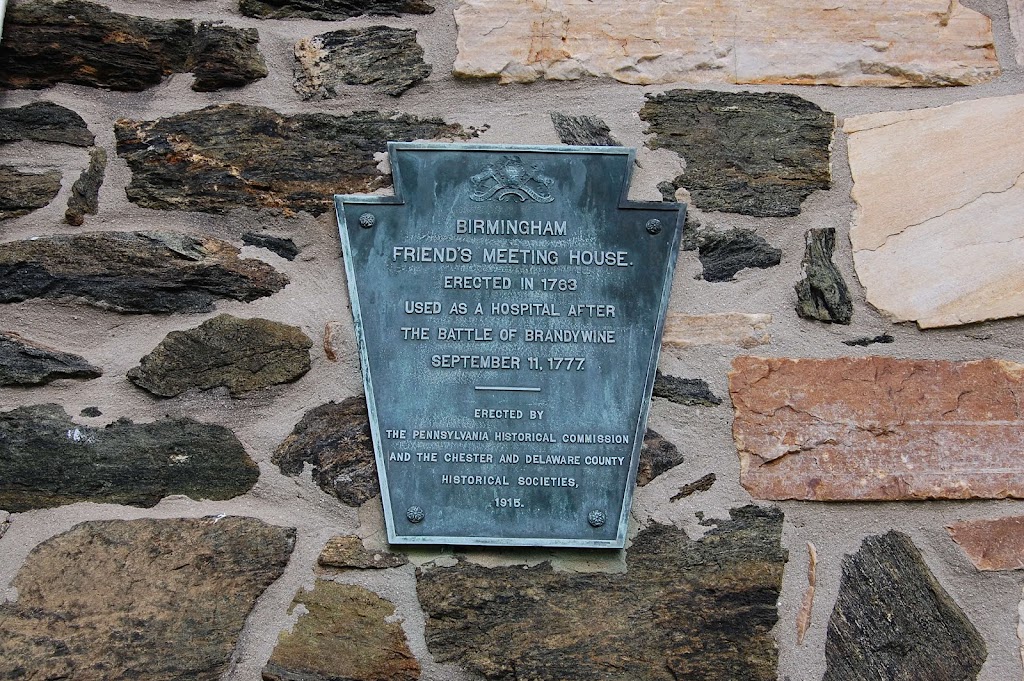 BIRMINGHAM
FRIEND'S MEETING HOUSE.
ERECTED IN 1763
USED AS A HOSPITAL AFTER
THE BATTLE OF BRANDYWINE
SEPTEMBER 11, 1777.
ERECTED BY
THE PENNSYLVANIA HISTORICAL COMMISSION
AND THE CHESTER AND DELAWARE COUNTY
HISTORICAL SOCIETIES,
1915.